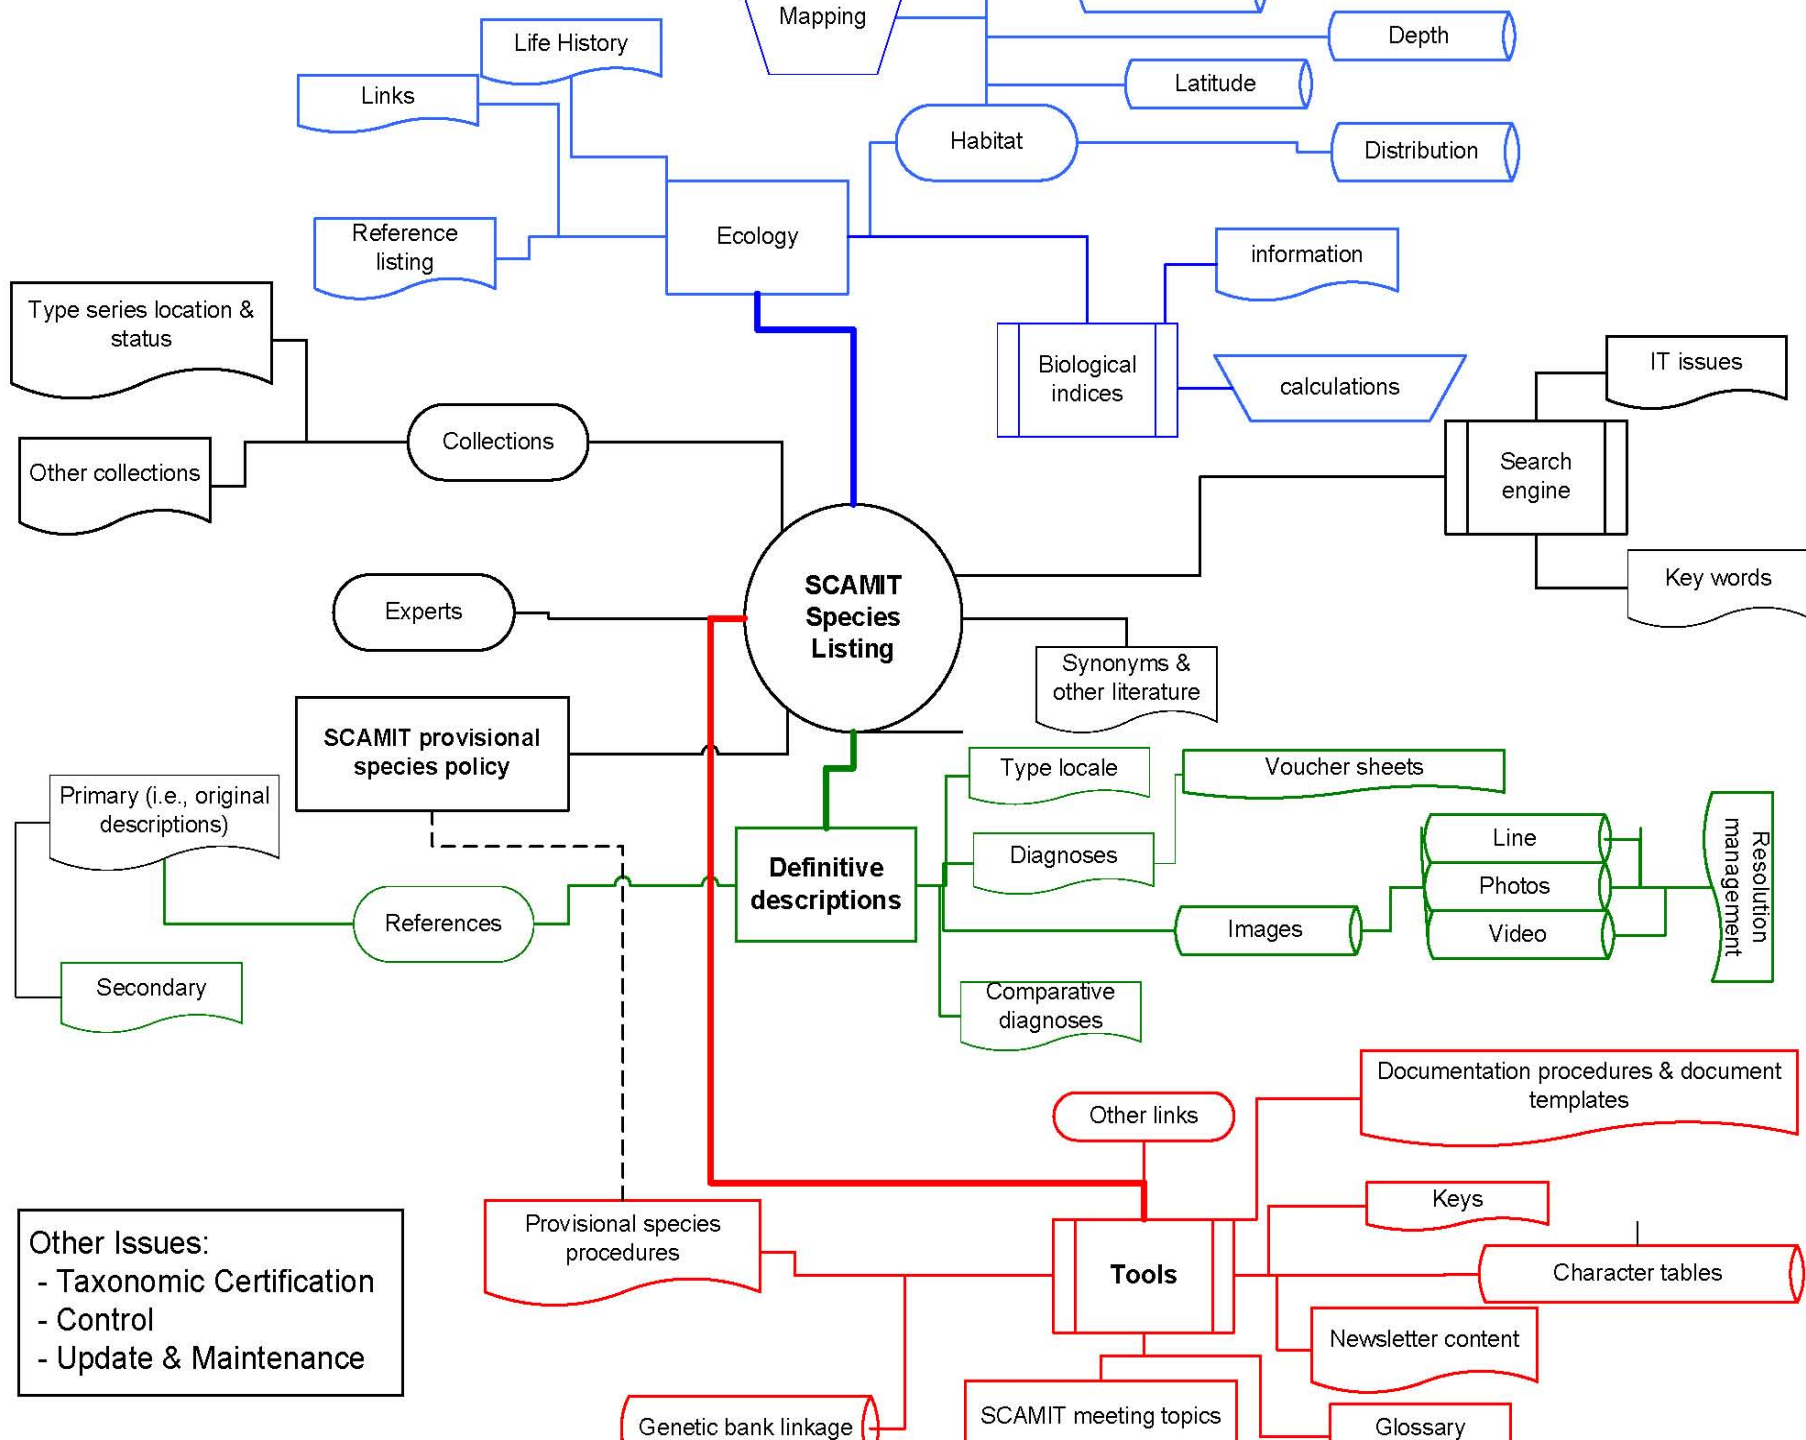 Mapping
Depth
Life History
Latitude
Links
Habitat
Distribution
Reference
listing
Ecology
information
Type series location &
status
Biological
indices
calculations
IT issues
Collections
Other collections
Search
engine
SCAMIT
Species
Listing
Key words
Experts
Synonyms &
other literature
SCAMIT provisional
species policy
Type locale
Voucher sheets
Primary (i.e., original
descriptions)
Definitive
descriptions
Diagnoses
Line
Photos
Video
Resolution
management
References
Images
Secondary
Comparative
diagnoses
Documentation procedures & document
templates
Other links
Keys
Provisional species
procedures
Tools
Character tables
Other Issues:
- Taxonomic Certification
- Control
- Update & Maintenance
Newsletter content
Genetic bank linkage
SCAMIT meeting topics
Glossary